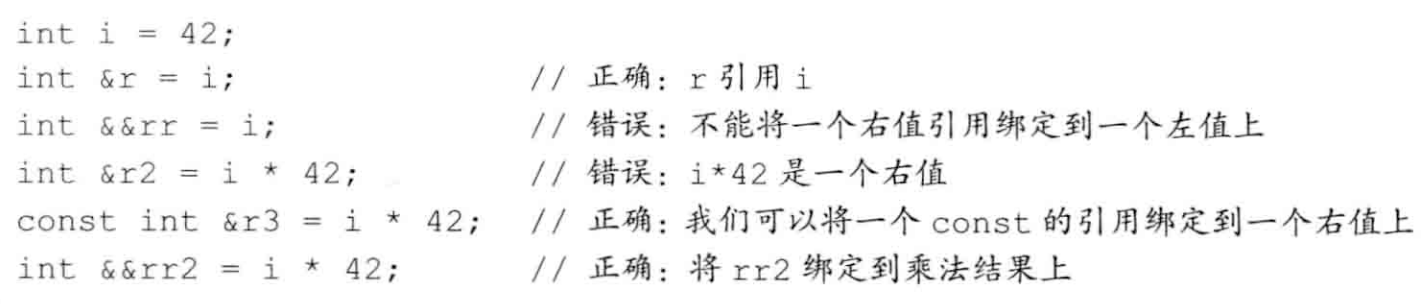 int i = 42;
int &r = i; // 正确：r 引用 i
int &&rr = i; // 错误：不能将一个右值引用绑定到一个左值上
int &r2 = i * 42; // 错误：i*42 是一个右值
const int &r3 = i * 42; // 正确：我们可以将一个 const 的引用绑定到一个右值上
int &&rr2 = i * 42; // 正确：将 rr2 绑定到乘法结果上